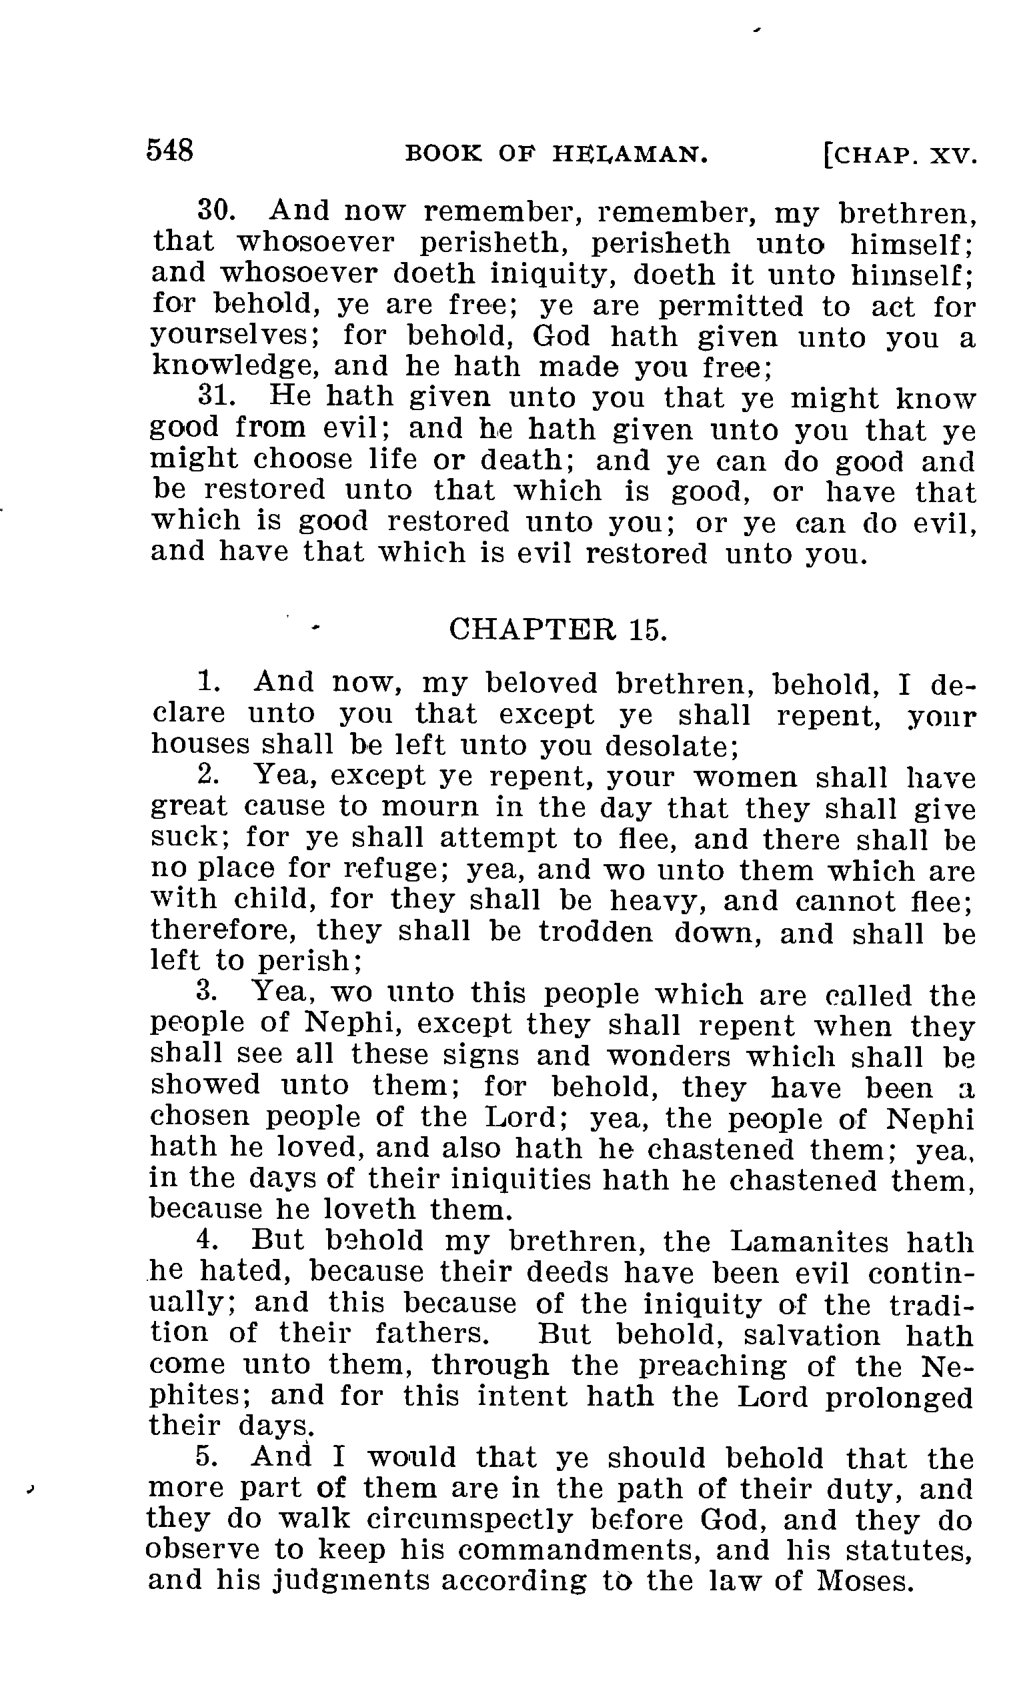 548 BOOK OF HELAMAN. [CHAP. XV.
30. And now remember, remember, my brethren,
that whosoever perisheth, perisheth unto himself;
and whosoever doeth iniquity, doeth it unto himself;
for behold, ye are free; ye are permitted to act for
yourselves; for behold, God hath given unto you a
knowledge, and he hath made you free;
31. He hath given unto you that ye might know
good from evil; and he hath given unto you that ye
might choose life or death; and ye can do good and
be restored unto that which is good, or have that
which is good restored unto you; or ye can do evil,
and have that which is evil restored unto you.
CHAPTER 15.
1. And now, my beloved brethren, behold, I de-
clare unto you that except ye shall repent, your
houses shall be left unto you desolate;
2. Yea, except ye repent, your women shall have
great cause to mourn in the day that they shall give
suck; for ye shall attempt to flee, and there shall be
no place for refuge; yea, and wo unto them which are
with child, for they shall be heavy, and cannot flee;
therefore, they shall be trodden down, and shall be
left to perish;
3. Yea, wo unto this people which are called the
people of Nephi, except they shall repent when they
shall see all these signs and wonders which shall be
showed unto them; for behold, they have been a
chosen people of the Lord; yea, the people of Nephi
hath he loved, and also hath he chastened them; yea,
in the days of their iniquities hath he chastened them,
because he loveth them.
4. But behold my brethren, the Lamanites hath
he hated, because their deeds have been evil contin-
ually; and this because of the iniquity of the tradi-
tion of their fathers. But behold, salvation hath
come unto them, through the preaching of the Ne-
phites; and for this intent hath the Lord prolonged
their days.
5. And I would that ye should behold that the
more part of them are in the path of their duty, and
they do walk circumspectly before God, and they do
observe to keep his commandments, and his statutes,
and his judgments according to the law of Moses.